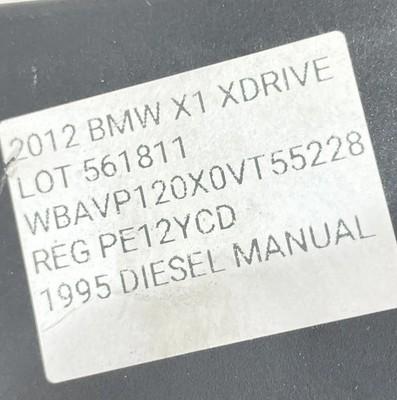 2012 BMW X1 XDRIVE
LOT 561811
WBAVP120X0VT55228
REG PE12YCD
1995 DIESEL MANUAL